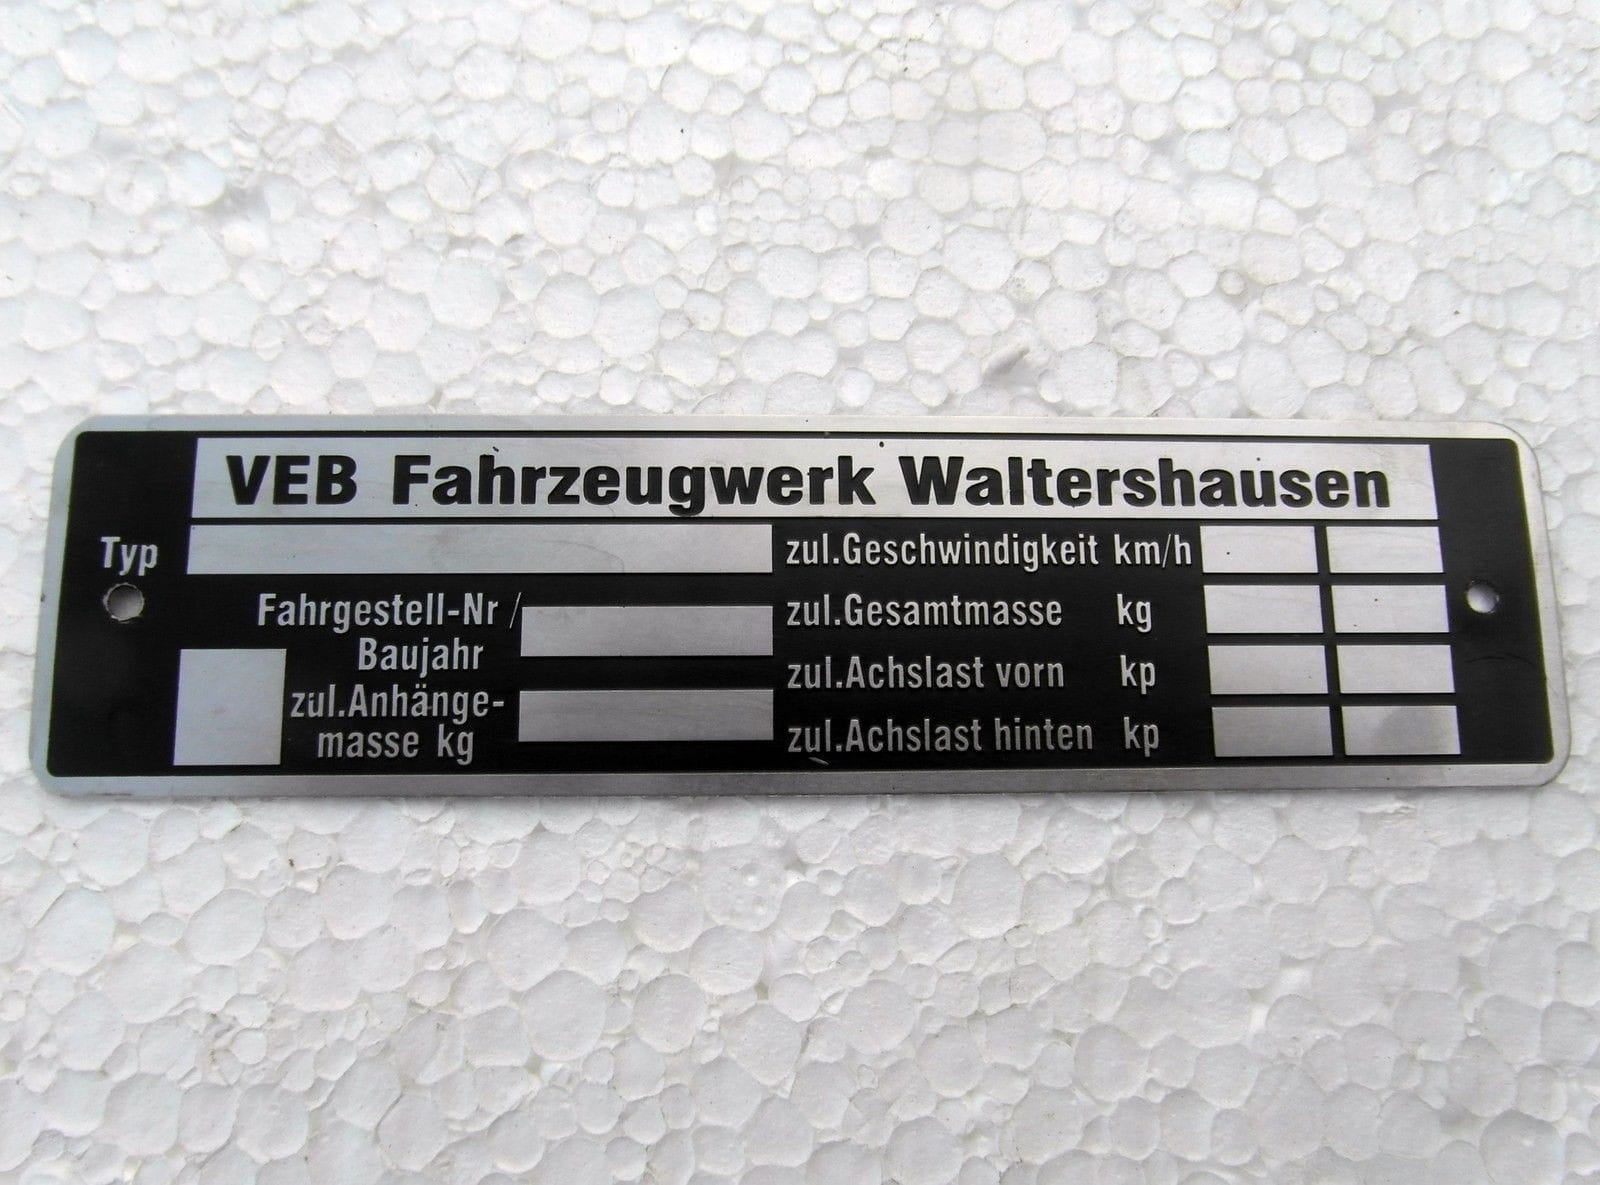 VEB Fahrzeugwerk Waltershausen
Typ
zul.Geschwindigkeit km/h
Fahrgestell-Nr /
Baujahr
zul.Gesamtmasse kg
zul.Achslast vorn kp
zul.Anhänge-
masse kg
zul.Achslast hinten kp